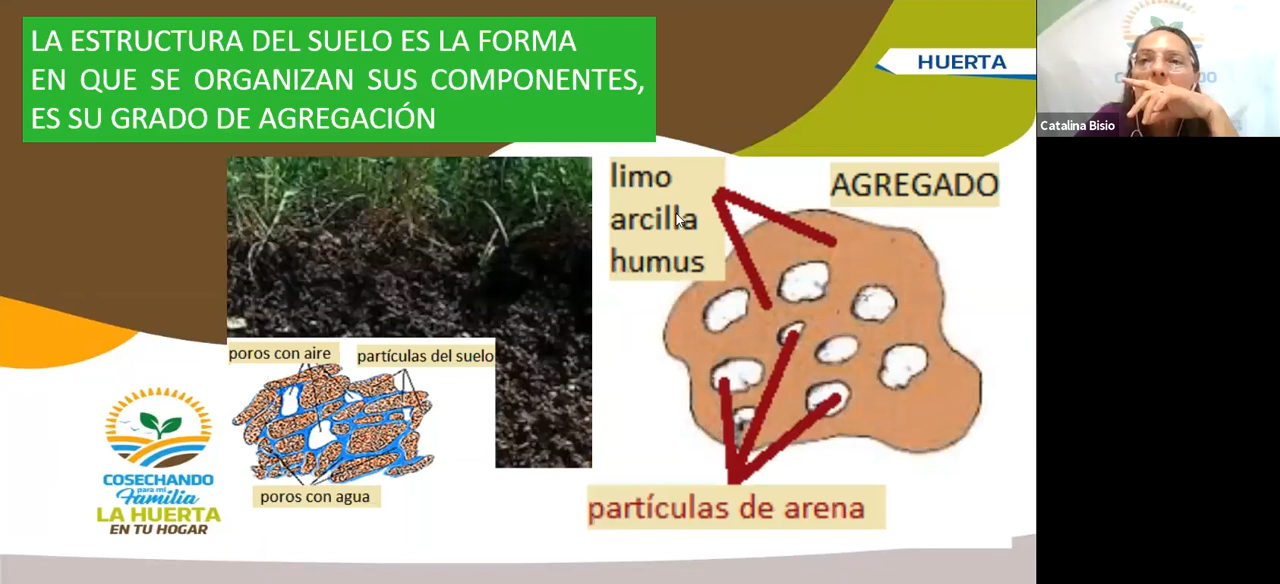 LA ESTRUCTURA DEL SUELO ES LA FORMA
EN QUE SE ORGANIZAN SUS COMPONENTES,
ES SU GRADO DE AGREGACIÓN
HUERTA
Catalina Bisio
limo
arcilla
humus
AGREGADO
poros con aire
partículas del suelo
poros con agua
partículas de arena
COSECHANDO
para mi
Familia
LA HUERTA
EN TU HOGAR